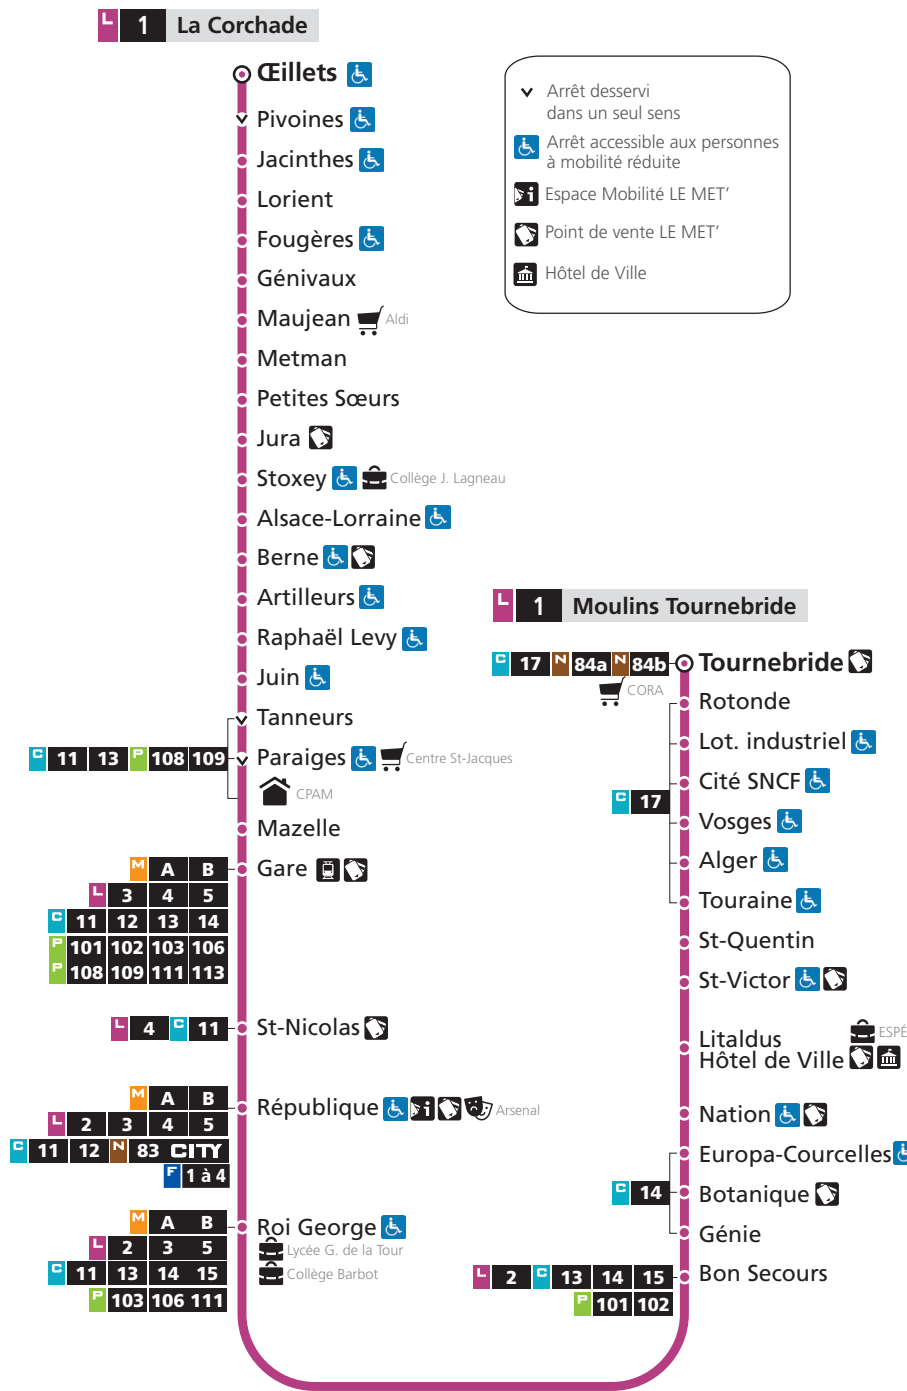 L 1 La Corchade
Œillets
Pivoines
Jacinthes
Lorient
Fougères
Génivaux
Maujean Aldi
Metman
Petites Sœurs
Jura
Stoxey Collège J. Lagneau
Alsace-Lorraine
Berne
Artilleurs
Raphaël Levy
Juin
Tanneurs
C 11 13 P 108 109 Paraiges Centre St-Jacques
CPAM
Mazelle
M A B Gare
L 3 4 5
C 11 12 13 14
P 101 102 103 106
P 108 109 111 113
L 4 C 11 St-Nicolas
M A B République Arsenal
L 2 3 4 5
C 11 12 N 83 CITY
F 1 à 4
M A B Roi George
L 2 3 5 Lycée G. de la Tour
C 11 13 14 15 Collège Barbot
P 103 106 111
Arrêt desservi
dans un seul sens
Arrêt accessible aux personnes
à mobilité réduite
i Espace Mobilité LE MET'
Point de vente LE MET'
Hôtel de Ville
L 1 Moulins Tournebride
C 17 N 84a N 84b Tournebride
CORA
Rotonde
Lot. industriel
Cité SNCF
C 17
Vosges
Alger
Touraine
St-Quentin
St-Victor
Litaldus ESPÉ
Hôtel de Ville
Nation
Europa-Courcelles
C 14 Botanique
Génie
L 2 C 13 14 15 Bon Secours
P 101 102